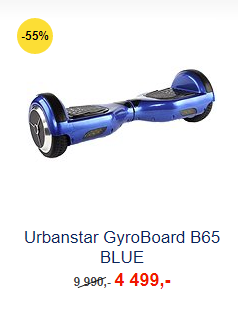 -55%
Urbanstar GyroBoard B65
BLUE
9 990,- 4 499,-